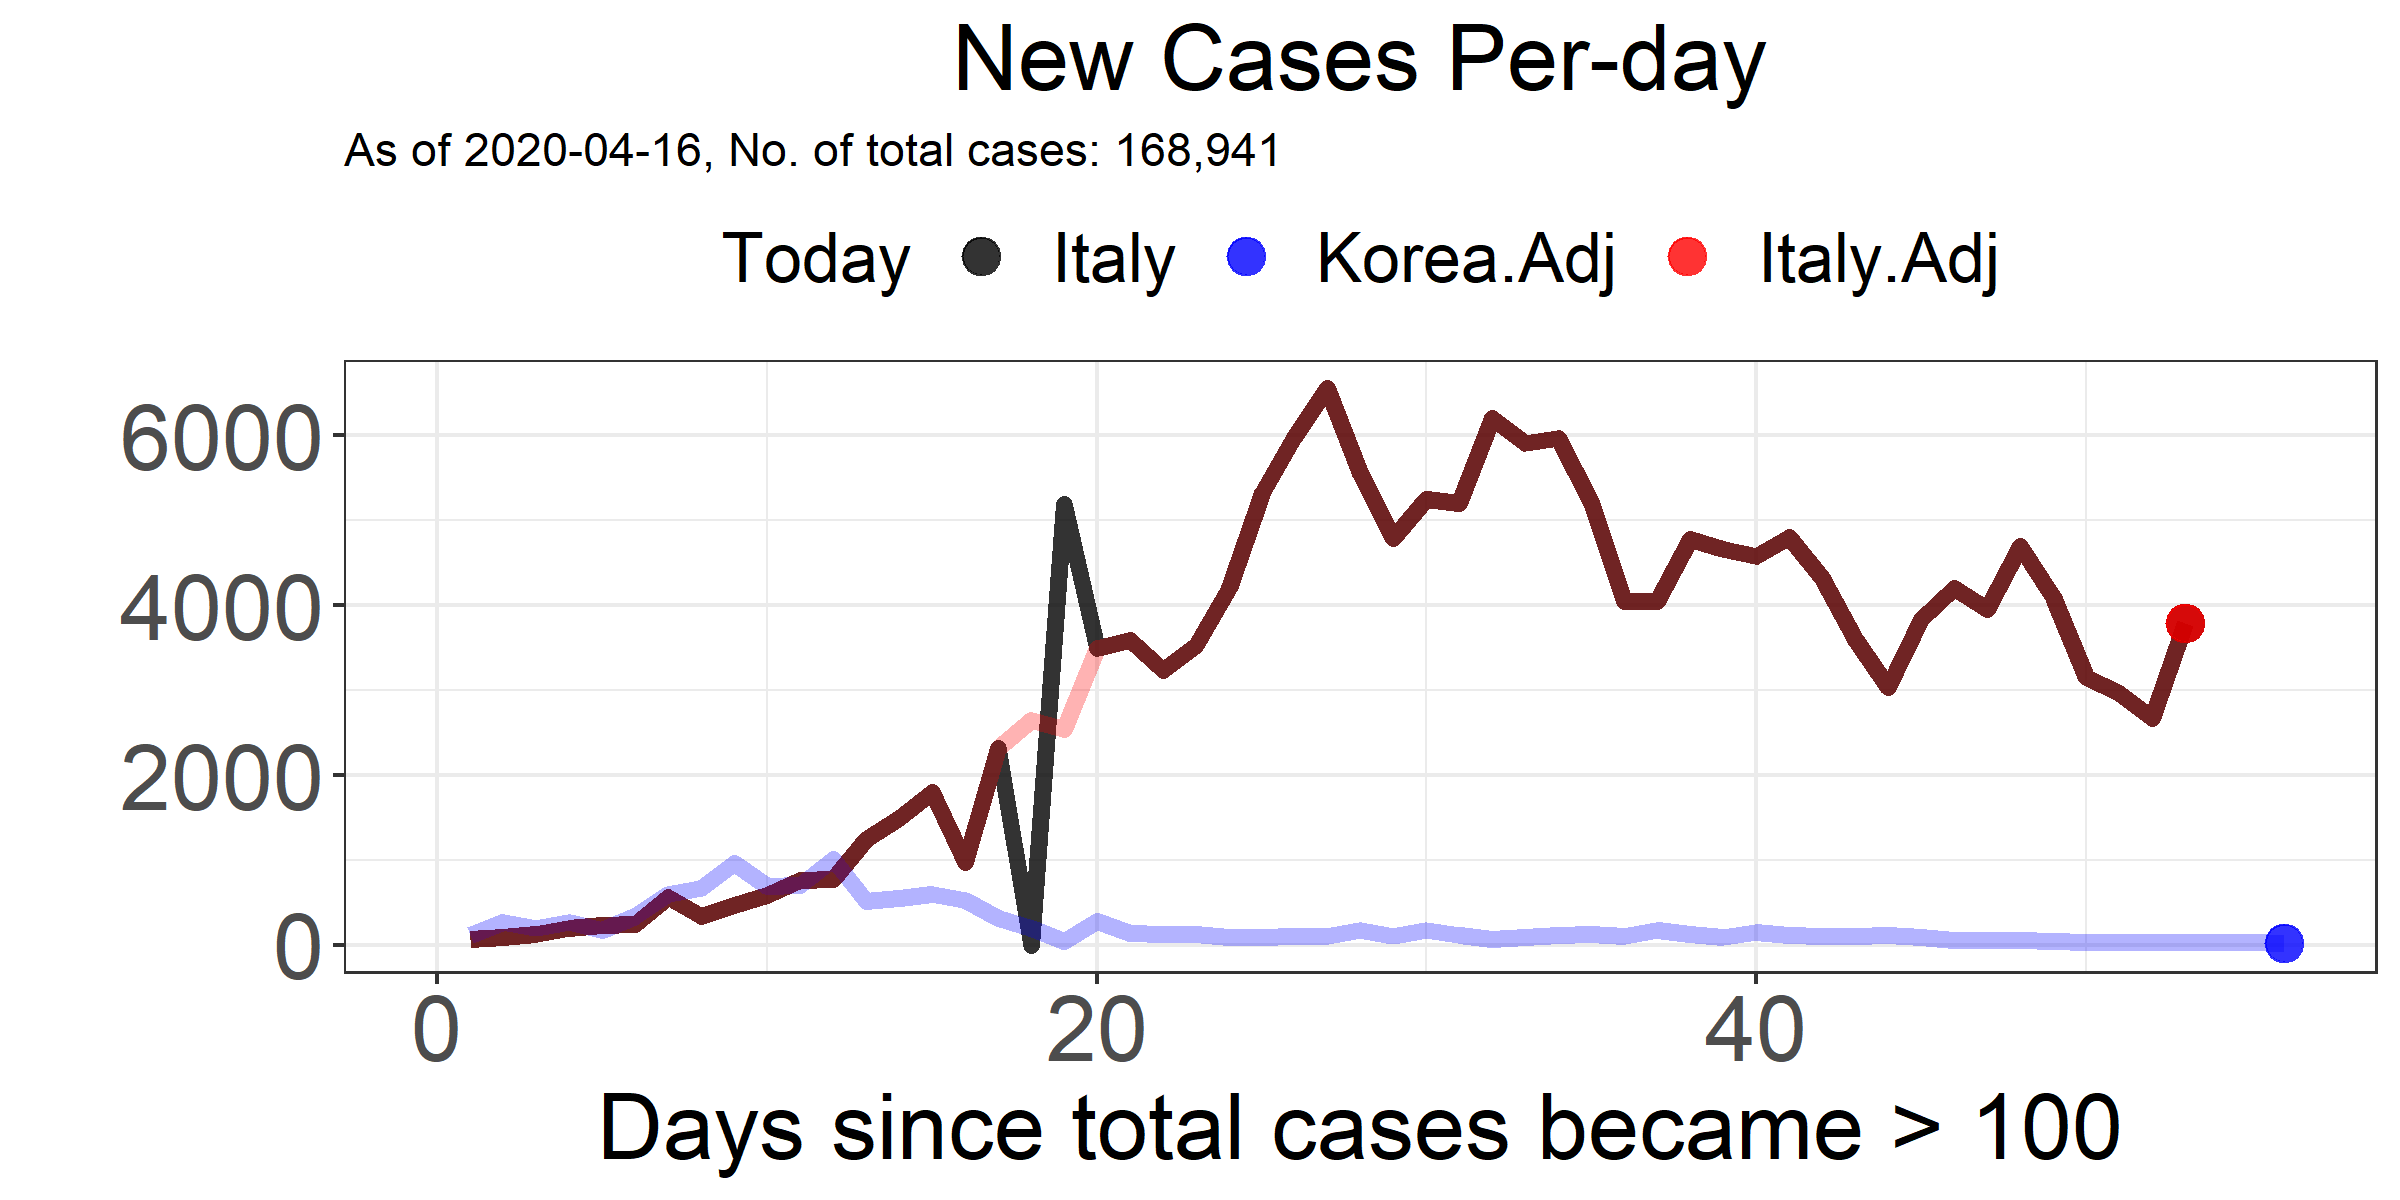 New Cases Per-day
As of 2020-04-16, No. of total cases: 168,941
Today Italy Korea.Adj Italy.Adj
6000
4000
2000
0
0 20 40
Days since total cases became > 100